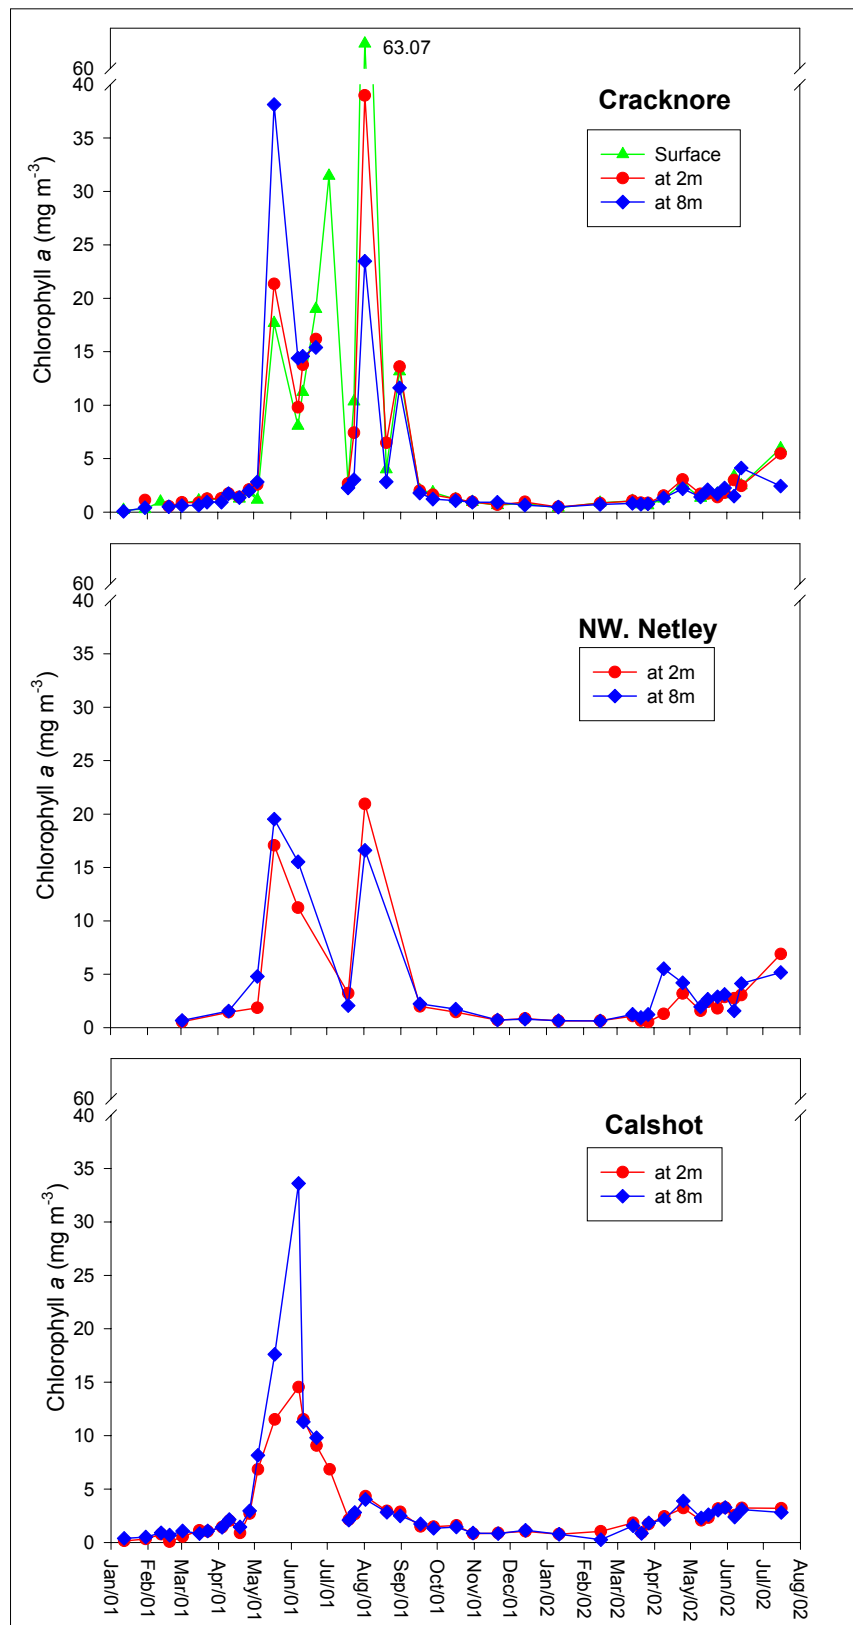 63.07
60
40
35
30
25
20
15
10
5
0
Chlorophyll a (mg m-3)
Cracknore
Surface
at 2m
at 8m
60
40
35
30
25
20
15
10
5
0
Chlorophyll a (mg m-3)
NW. Netley
at 2m
at 8m
60
40
35
30
25
20
15
10
5
0
Chlorophyll a (mg m-3)
Calshot
at 2m
at 8m
Jan/01
Feb/01
Mar/01
Apr/01
May/01
Jun/01
Jul/01
Aug/01
Sep/01
Oct/01
Nov/01
Dec/01
Jan/02
Feb/02
Mar/02
Apr/02
May/02
Jun/02
Jul/02
Aug/02